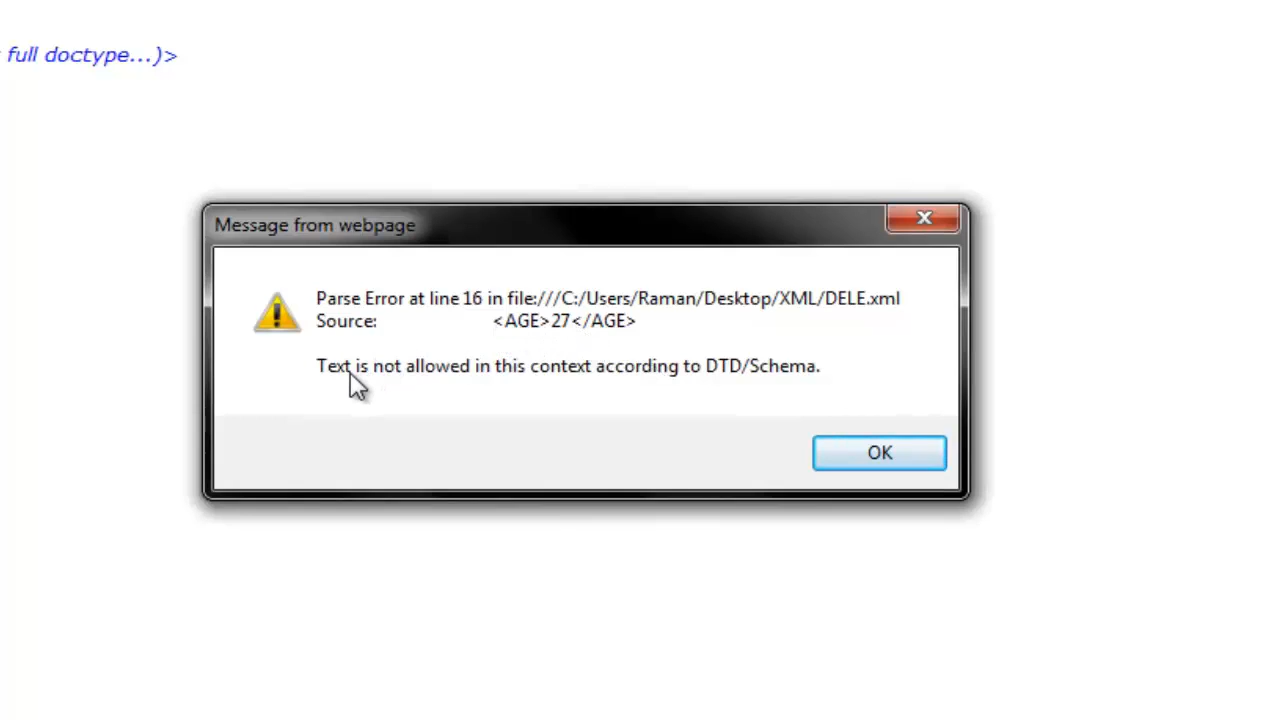 full doctype...)>
Message from webpage
Parse Error at line 16 in file:///C:/Users/Raman/Desktop/XML/DELE.xml
Source: <AGE>27</AGE>
Text is not allowed in this context according to DTD/Schema.
OK